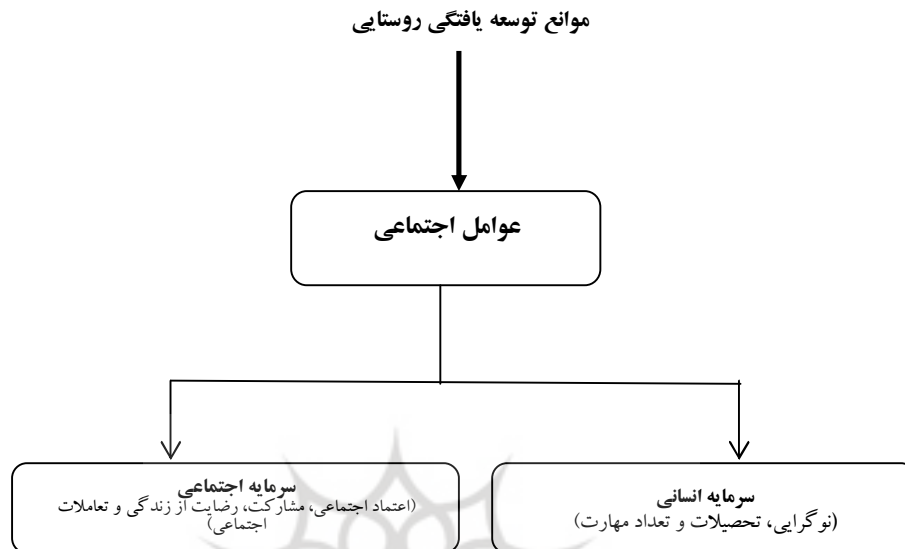 موانع توسعه یافتگی روستایی
عوامل اجتماعی
سرمایه انسانی
(نوگرایی، تحصیلات و تعداد مهارت)
سرمایه اجتماعی
(اعتماد اجتماعی، مشارکت، رضایت از زندگی و تعاملات
اجتماعی)